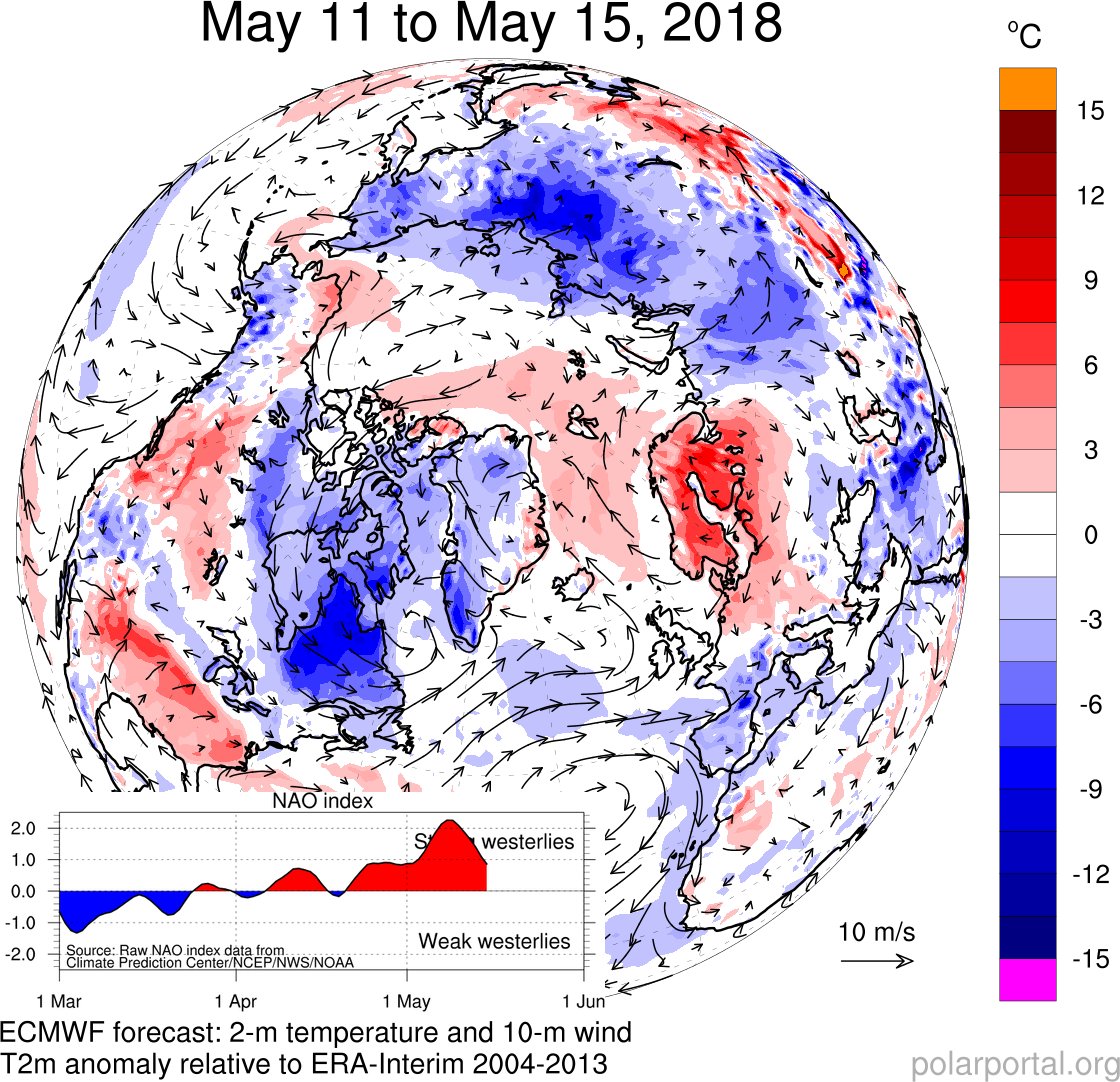 May 11 to May 15, 2018
°C
15
12
9
6
3
0
-3
-6
-9
-12
-15
10 m/s
NAO index
2.0
1.0
0.0
-1.0
-2.0
westerlies
Weak westerlies
Source: Raw NAO index data from
Climate Prediction Center/NCEP/NWS/NOAA
1 Mar
1 Apr
1 May
1 Jun
ECMWF forecast: 2-m temperature and 10-m wind
T2m anomaly relative to ERA-Interim 2004-2013
polarportal.org